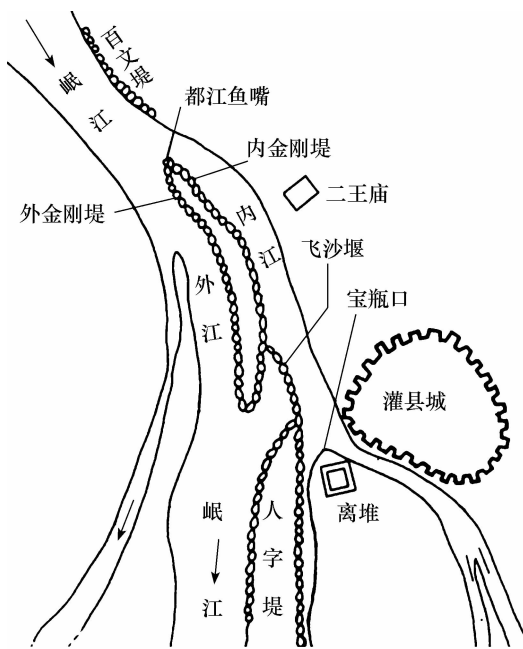 百丈堤
岷江
都江鱼嘴
内金刚堤
二王庙
外金刚堤
内江
飞沙堰
外江
宝瓶口
灌县城
离堆
岷江
人字堤